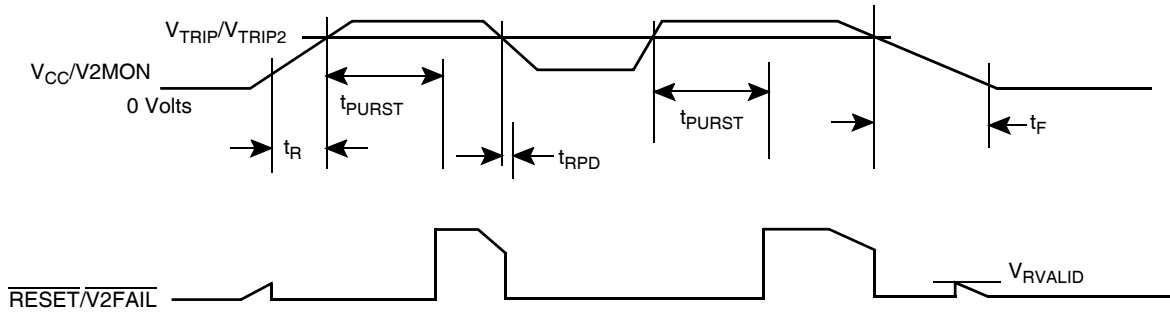 VTRIP/VTRIP2
VCC/V2MON
0 Volts
tPURST
tPURST
tR
tRPD
tF
VRVALID
RESET/V2FAIL